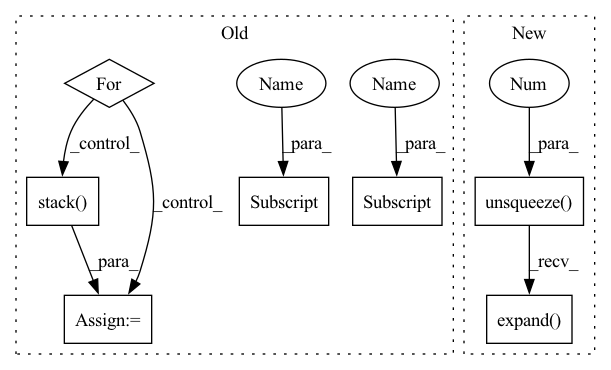 Old
New
For
Name
Name
Num
_control_
_control_
_para_
_para_
_para_
stack()
Subscript
Subscript
unsqueeze()
_para_
_recv_
Assign:=
expand()